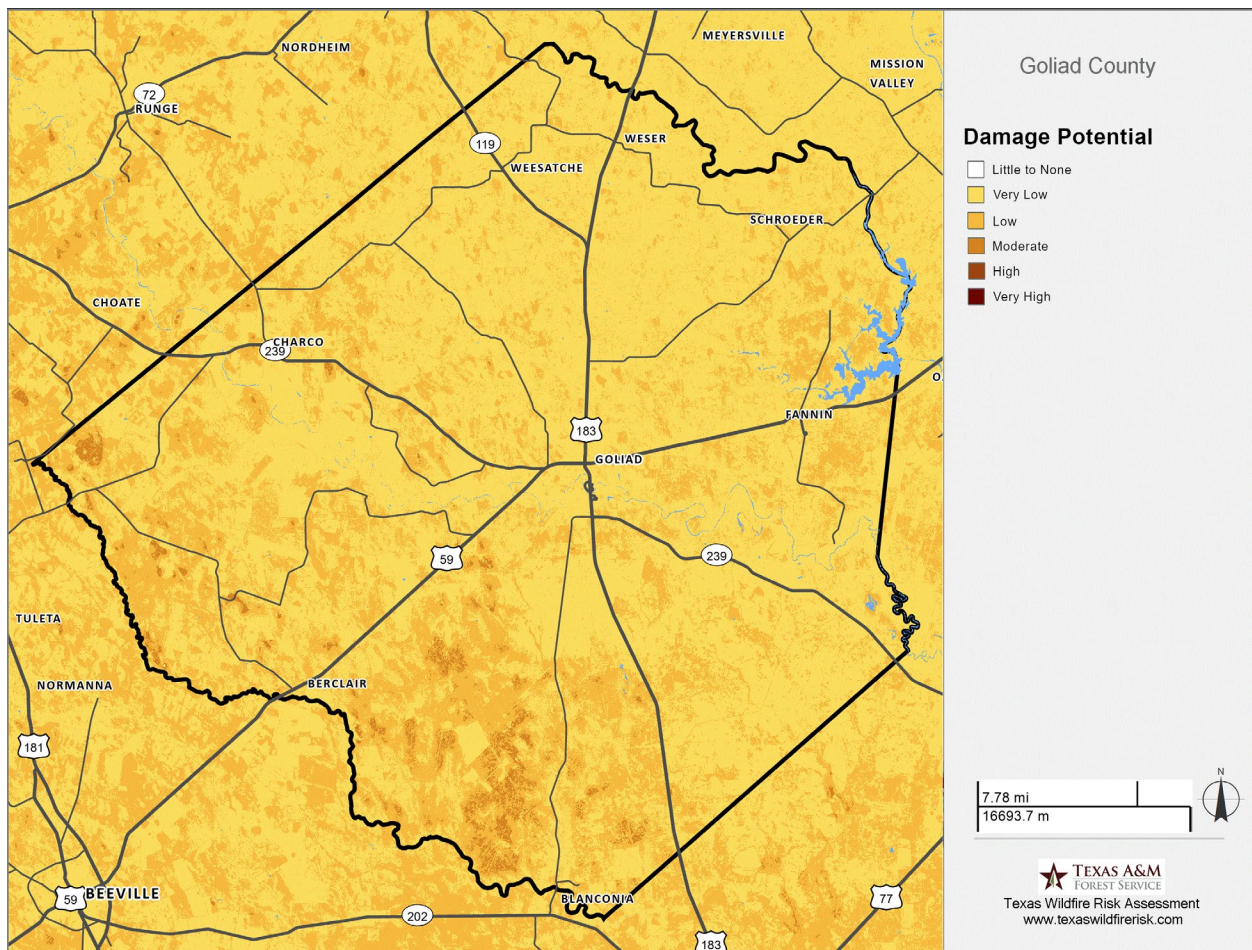 NORDHEIM
MEYERSVILLE
MISSION
VALLEY
72
RUNGE
119
WESER
WEESATCHE
SCHROEDER
CHOATE
CHARCO
239
FANNIN
183
GOLIAD
59
239
TULETA
NORMANNA
BERCLAIR
181
BEEVILLE
59
BLANCONIA
202
77
183
Goliad County
Damage Potential
Little to None
Very Low
Low
Moderate
High
Very High
N
7.78 mi
16693.7 m
TEXAS A&M
FOREST SERVICE
Texas Wildfire Risk Assessment
www.texaswildfirerisk.com